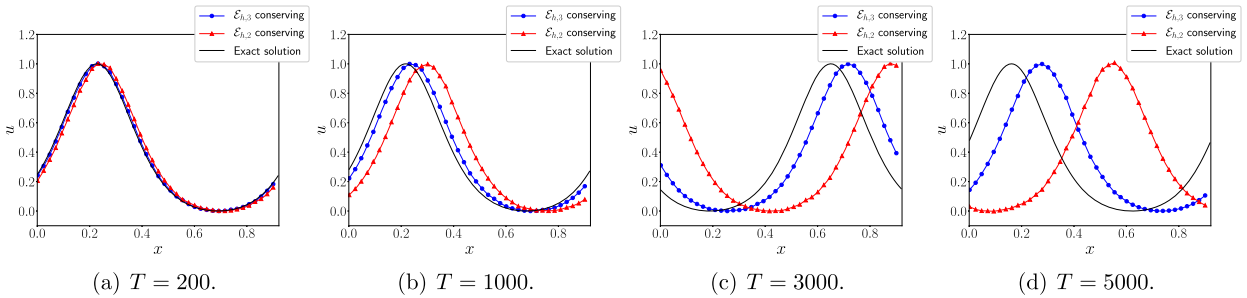 ℰₕ,₃ conserving
ℰₕ,₂ conserving
Exact solution
1.2
1.0
0.8
0.6
0.4
0.2
0.0
u
0.0 0.2 0.4 0.6 0.8
x
(a) T = 200.
ℰₕ,₃ conserving
ℰₕ,₂ conserving
Exact solution
1.2
1.0
0.8
0.6
0.4
0.2
0.0
u
0.0 0.2 0.4 0.6 0.8
x
(b) T = 1000.
ℰₕ,₃ conserving
ℰₕ,₂ conserving
Exact solution
1.2
1.0
0.8
0.6
0.4
0.2
0.0
u
0.0 0.2 0.4 0.6 0.8
x
(c) T = 3000.
ℰₕ,₃ conserving
ℰₕ,₂ conserving
Exact solution
1.2
1.0
0.8
0.6
0.4
0.2
0.0
u
0.0 0.2 0.4 0.6 0.8
x
(d) T = 5000.